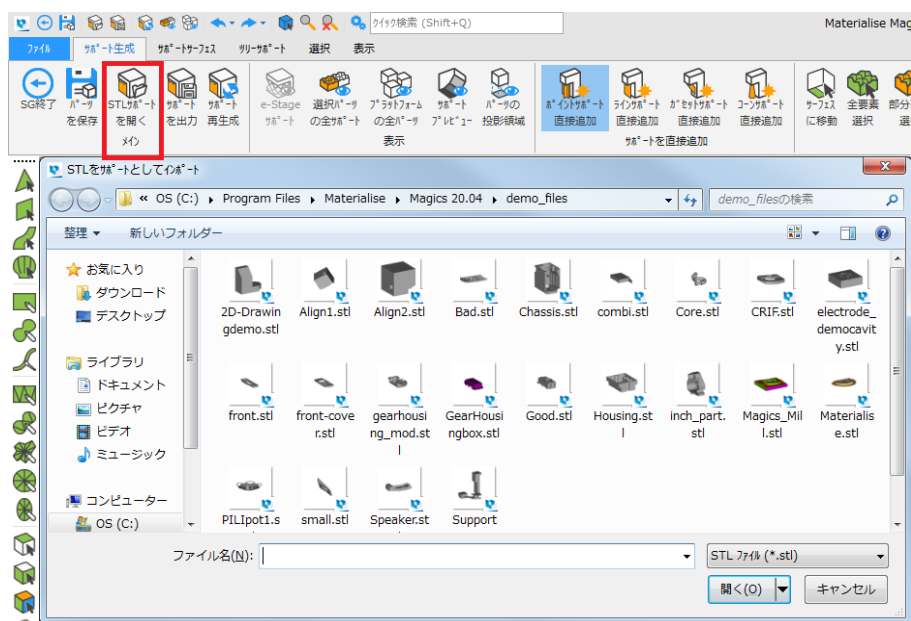 ｸｲｯｸ検索 (Shift+Q)
Materialise Mag
ﾌｧｲﾙ ｻﾎﾟｰﾄ生成 ｻﾎﾟｰﾄｻｰﾌｪｽ ﾂﾘｰｻﾎﾟｰﾄ 選択 表示
SG終了
ﾊﾟｰﾂ
を保存
STLｻﾎﾟｰﾄ
を開く
ｻﾎﾟｰﾄ
を出力
ｻﾎﾟｰﾄ
再生成
e-Stage
ｻﾎﾟｰﾄ
選択ﾊﾟｰﾂ
の全ｻﾎﾟｰﾄ
ﾌﾟﾗｯﾄﾌｫｰﾑ
の全ﾊﾟｰﾂ
ｻﾎﾟｰﾄ
ﾌﾟﾚﾋﾞｭｰ
ﾊﾟｰﾂの
投影領域
ﾎﾟｲﾝﾄｻﾎﾟｰﾄ
直接追加
ﾗｲﾝｻﾎﾟｰﾄ
直接追加
ｶﾞｾｯﾄｻﾎﾟｰﾄ
直接追加
ｺｰﾝｻﾎﾟｰﾄ
直接追加
ｻｰﾌｪｽ
に移動
全要素
選択
部分
選
ﾒｲﾝ
表示
ｻﾎﾟｰﾄを直接追加
STLをｻﾎﾟｰﾄとしてｲﾝﾎﾟｰﾄ
« OS (C:) ▸ Program Files ▸ Materialise ▸ Magics 20.04 ▸ demo_files
demo_filesの検索
整理 新しいフォルダー
お気に入り
ダウンロード
デスクトップ
ライブラリ
ドキュメント
ピクチャ
ビデオ
ミュージック
コンピューター
OS (C:)
2D-Drawin
gdemo.stl
Align1.stl
Align2.stl
Bad.stl
Chassis.stl
combi.stl
Core.stl
CRIF.stl
electrode_
democavit
y.stl
front.stl
front-cove
r.stl
gearhousi
ng_mod.st
l
GearHousi
ngbox.stl
Good.stl
Housing.st
l
inch_part.
stl
Magics_Mil
l.stl
Materialis
e.stl
PILIpot1.s
small.stl
Speaker.st
Support
ファイル名(N):
STL ﾌｧｲﾙ (*.stl)
開く(O)
キャンセル